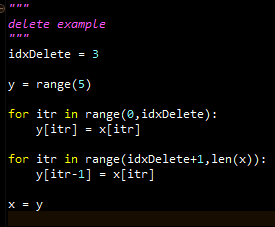 """
delete example
"""
idxDelete = 3
y = range(5)
for itr in range(0,idxDelete):
    y[itr] = x[itr]
for itr in range(idxDelete+1,len(x)):
    y[itr-1] = x[itr]
x = y